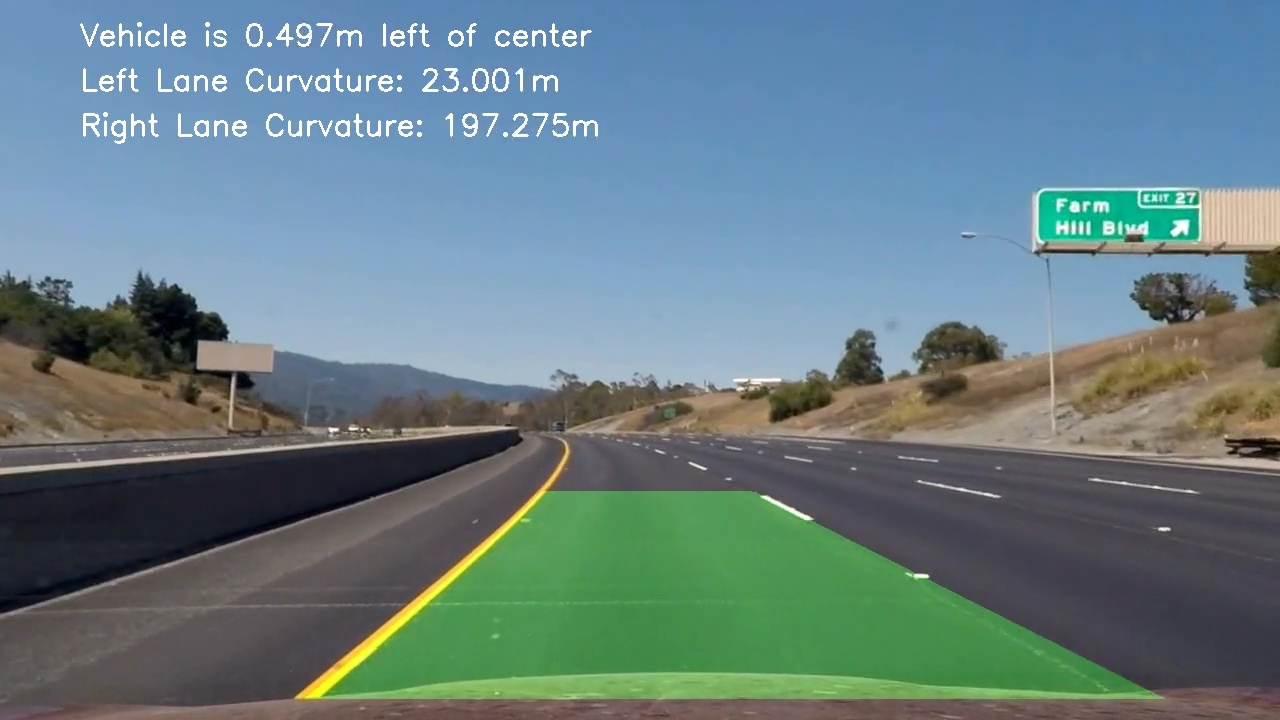 Vehicle is 0.497m left of center
Left Lane Curvature: 23.001m
Right Lane Curvature: 197.275m
EXIT 27
Farm
Hill Blvd